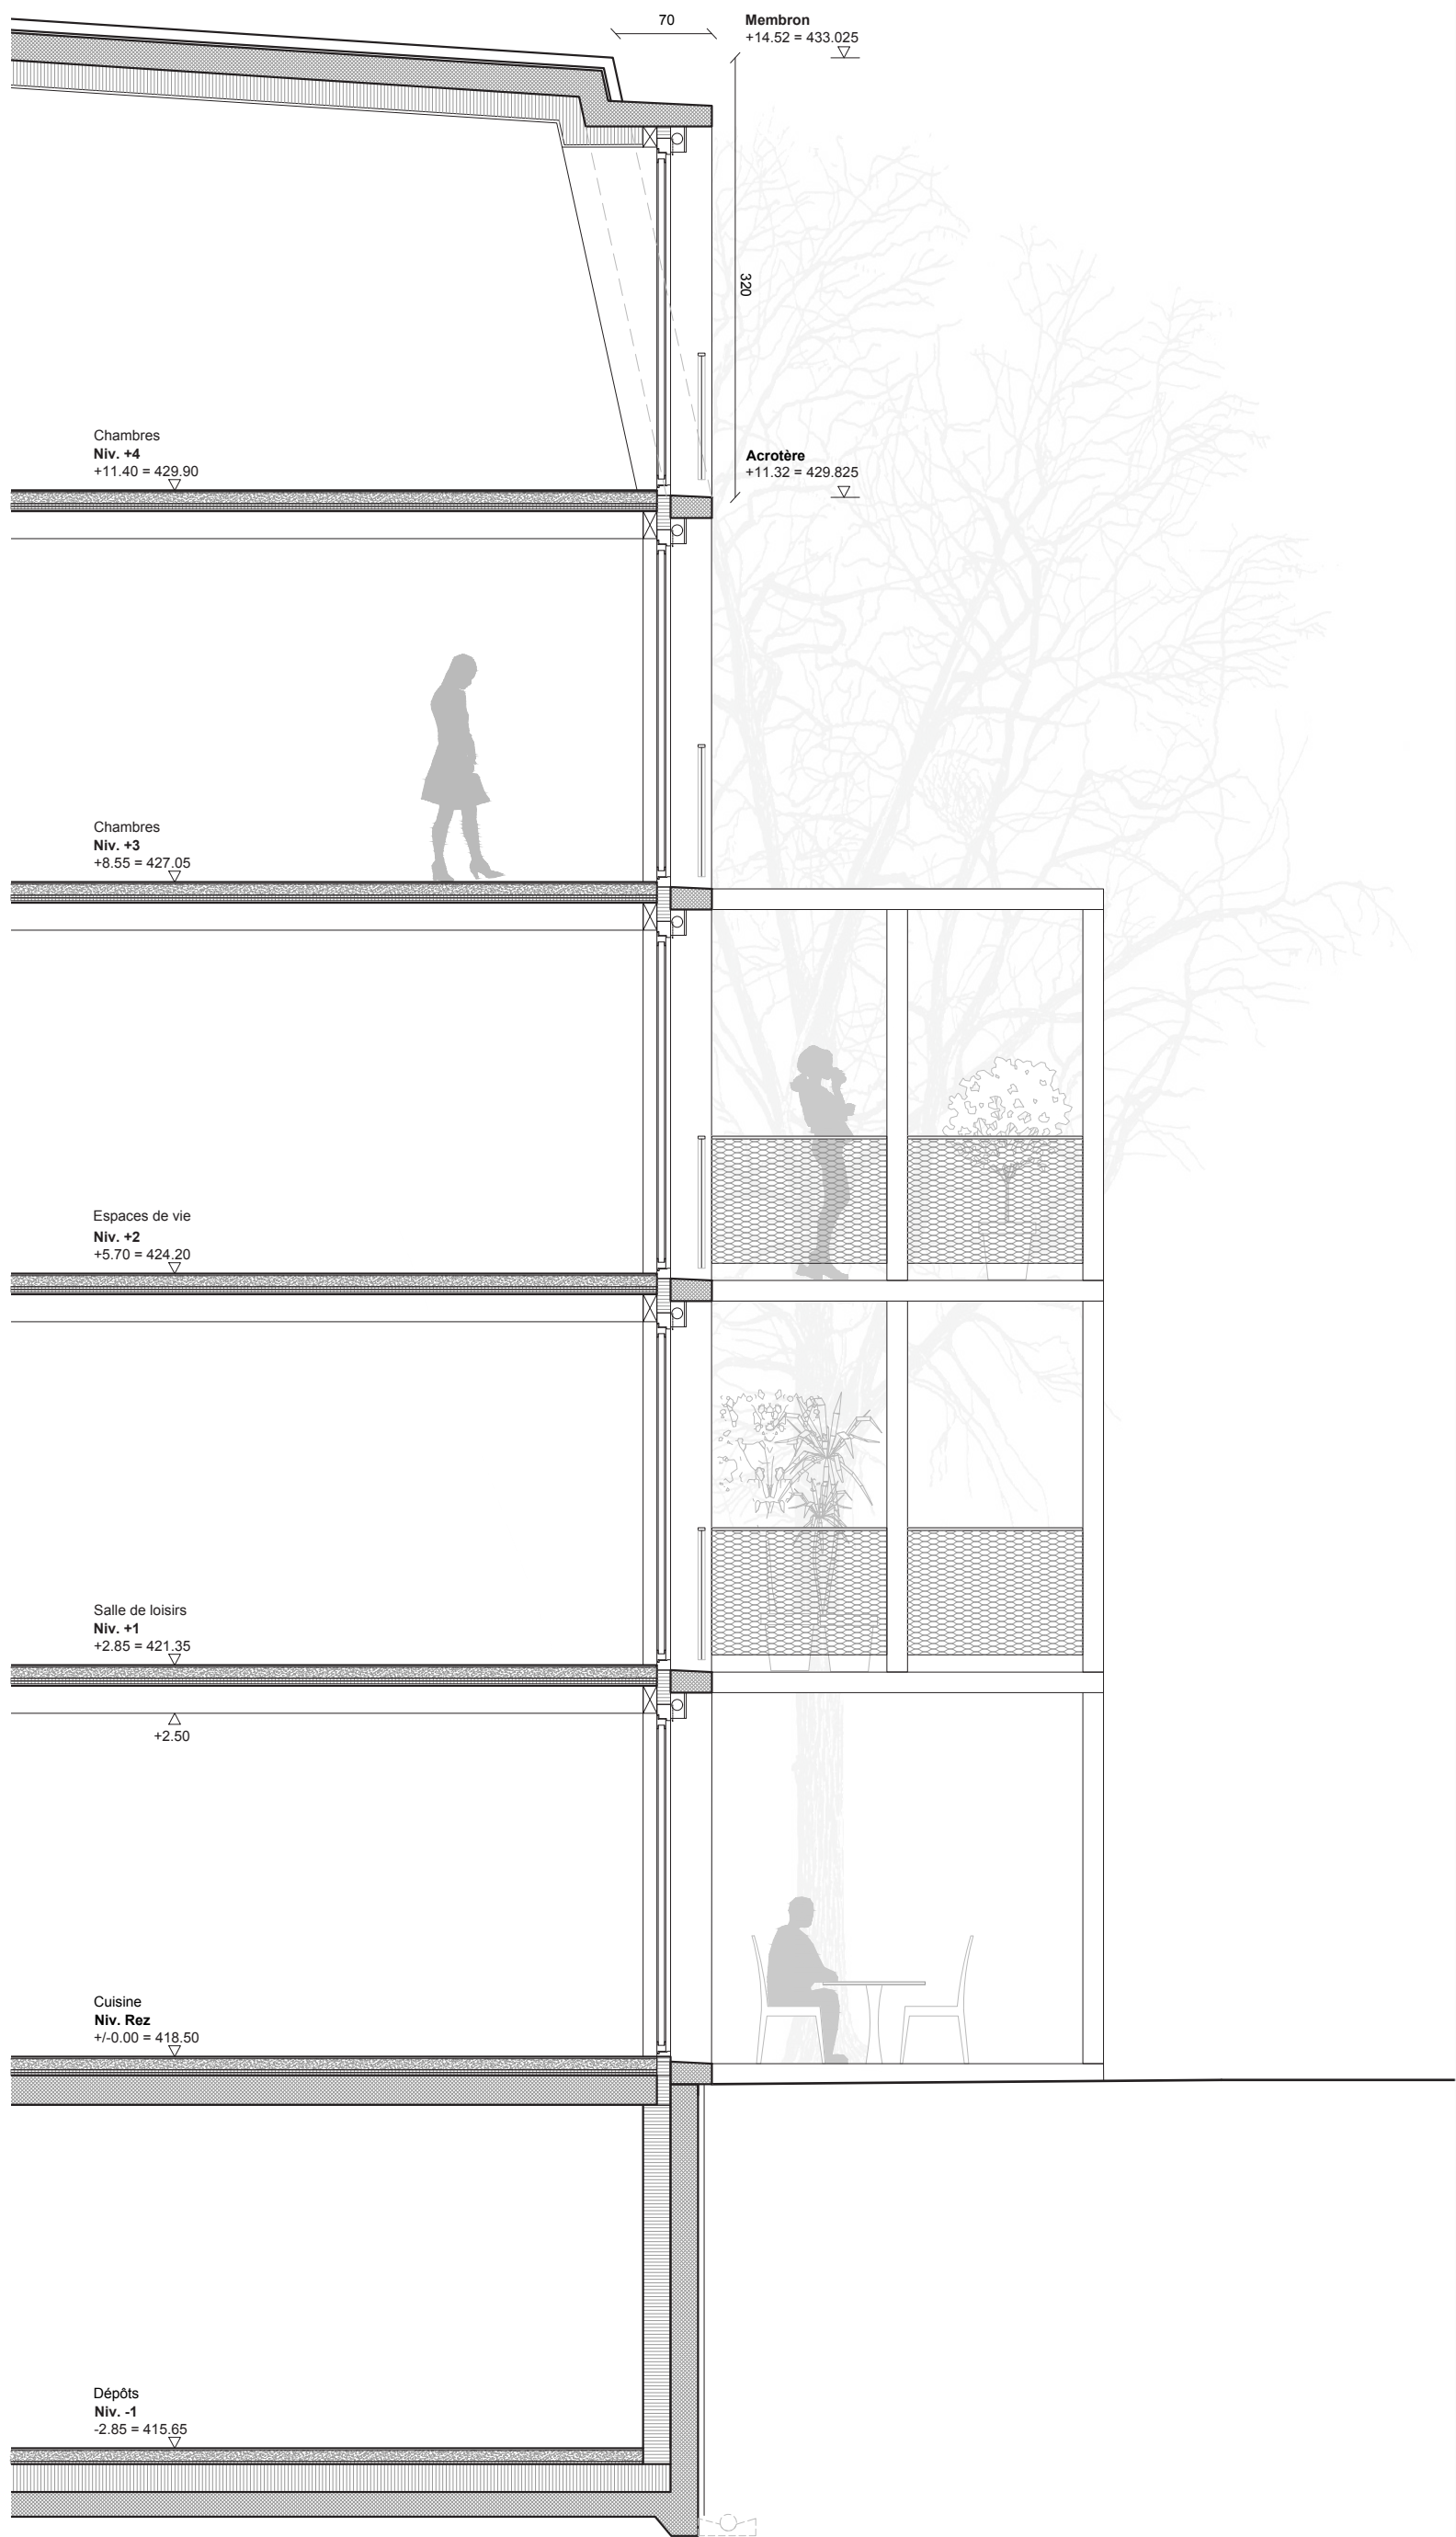 70
Membron
+14.52 = 433.025
320
Chambres
Niv. +4
+11.40 = 429.90
Acrotère
+11.32 = 429.825
Chambres
Niv. +3
+8.55 = 427.05
Espaces de vie
Niv. +2
+5.70 = 424.20
Salle de loisirs
Niv. +1
+2.85 = 421.35
+2.50
Cuisine
Niv. Rez
+/-0.00 = 418.50
Dépôts
Niv. -1
-2.85 = 415.65